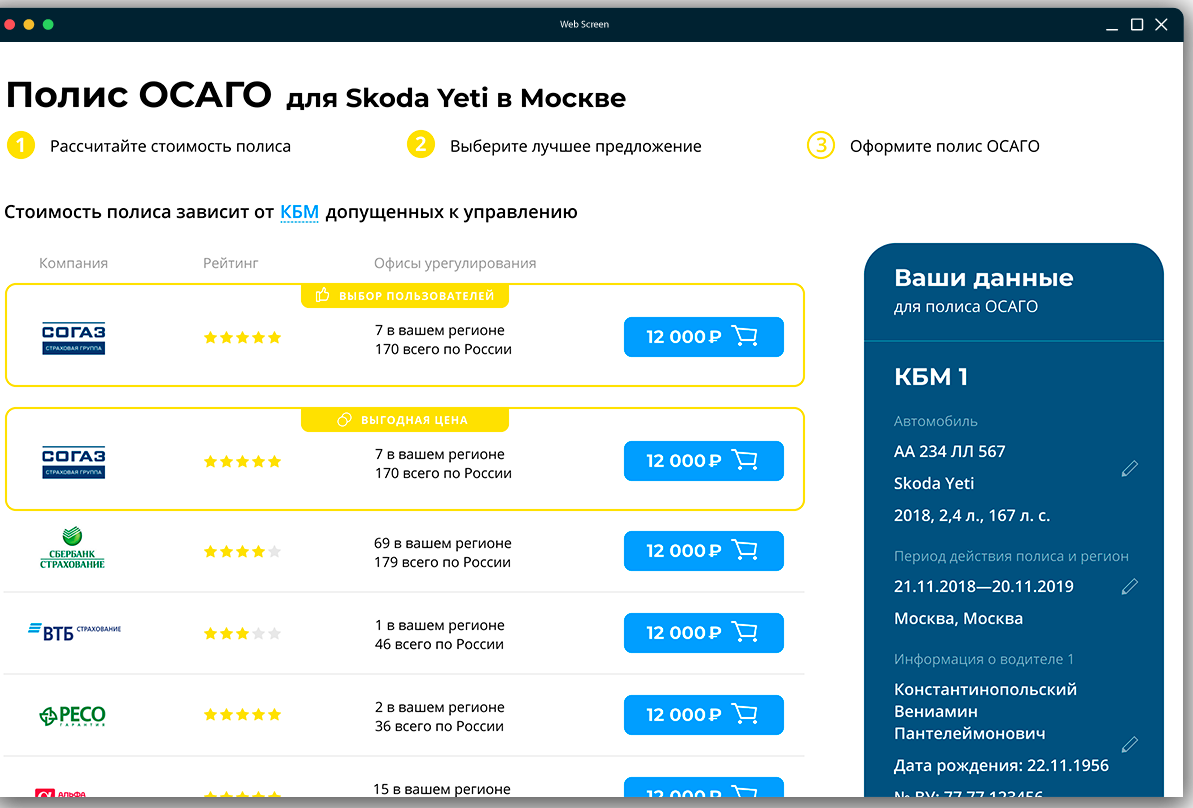 Web Screen
Полис ОСАГО для Skoda Yeti в Москве
1 Рассчитайте стоимость полиса
2 Выберите лучшее предложение
3 Оформите полис ОСАГО
Стоимость полиса зависит от КБМ допущенных к управлению
Компания Рейтинг Офисы урегулирования
ВЫБОР ПОЛЬЗОВАТЕЛЕЙ
СОГАЗ
СТРАХОВАЯ ГРУППА
7 в вашем регионе
170 всего по России
12 000 ₽
ВЫГОДНАЯ ЦЕНА
СОГАЗ
СТРАХОВАЯ ГРУППА
7 в вашем регионе
170 всего по России
12 000 ₽
СБЕРБАНК
СТРАХОВАНИЕ
69 в вашем регионе
179 всего по России
12 000 ₽
ВТБ СТРАХОВАНИЕ
1 в вашем регионе
46 всего по России
12 000 ₽
РЕСО
ГАРАНТИЯ
2 в вашем регионе
36 всего по России
12 000 ₽
АЛЬФА
15 в вашем регионе
12 000 ₽
Ваши данные
для полиса ОСАГО
КБМ 1
Автомобиль
АА 234 ЛЛ 567
Skoda Yeti
2018, 2,4 л., 167 л. с.
Период действия полиса и регион
21.11.2018—20.11.2019
Москва, Москва
Информация о водителе 1
Константинопольский
Вениамин
Пантелеймонович
Дата рождения: 22.11.1956
№ ВУ: 77 77 123456